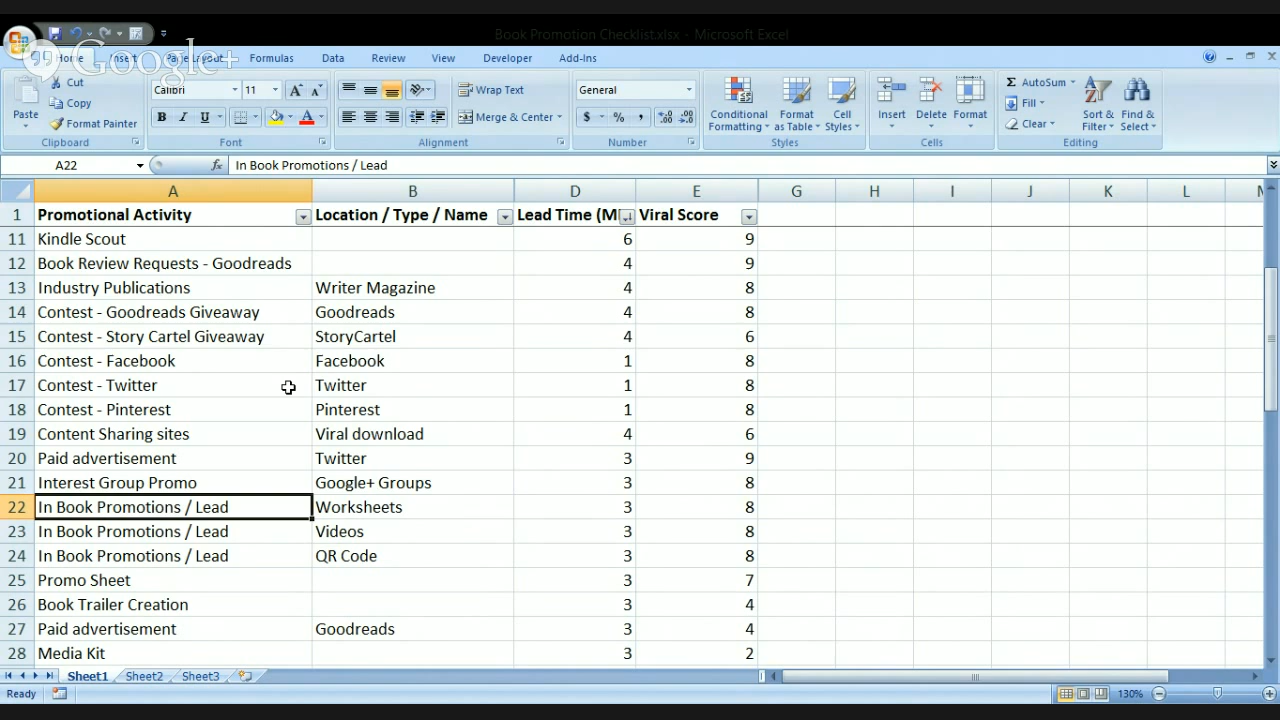 Book Promotion Checklist.xlsx - Microsoft Excel
Google+
Home Insert Page Layout Formulas Data Review View Developer Add-Ins
Cut Calibri 11 Wrap Text General AutoSum
Copy Fill
Paste Format Painter Merge & Center $ % , Conditional Formatting Format as Table Cell Styles Insert Delete Format Clear Sort & Filter Find & Select
Clipboard Font Alignment Number Styles Cells Editing
A22 fx In Book Promotions / Lead
A B D E G H I J K L
1 Promotional Activity Location / Type / Name Lead Time (M Viral Score
11 Kindle Scout 6 9
12 Book Review Requests - Goodreads 4 9
13 Industry Publications Writer Magazine 4 8
14 Contest - Goodreads Giveaway Goodreads 4 8
15 Contest - Story Cartel Giveaway StoryCartel 4 6
16 Contest - Facebook Facebook 1 8
17 Contest - Twitter Twitter 1 8
18 Contest - Pinterest Pinterest 1 8
19 Content Sharing sites Viral download 4 6
20 Paid advertisement Twitter 3 9
21 Interest Group Promo Google+ Groups 3 8
22 In Book Promotions / Lead Worksheets 3 8
23 In Book Promotions / Lead Videos 3 8
24 In Book Promotions / Lead QR Code 3 8
25 Promo Sheet 3 7
26 Book Trailer Creation 3 4
27 Paid advertisement Goodreads 3 4
28 Media Kit 3 2
Sheet1 Sheet2 Sheet3
Ready 130%